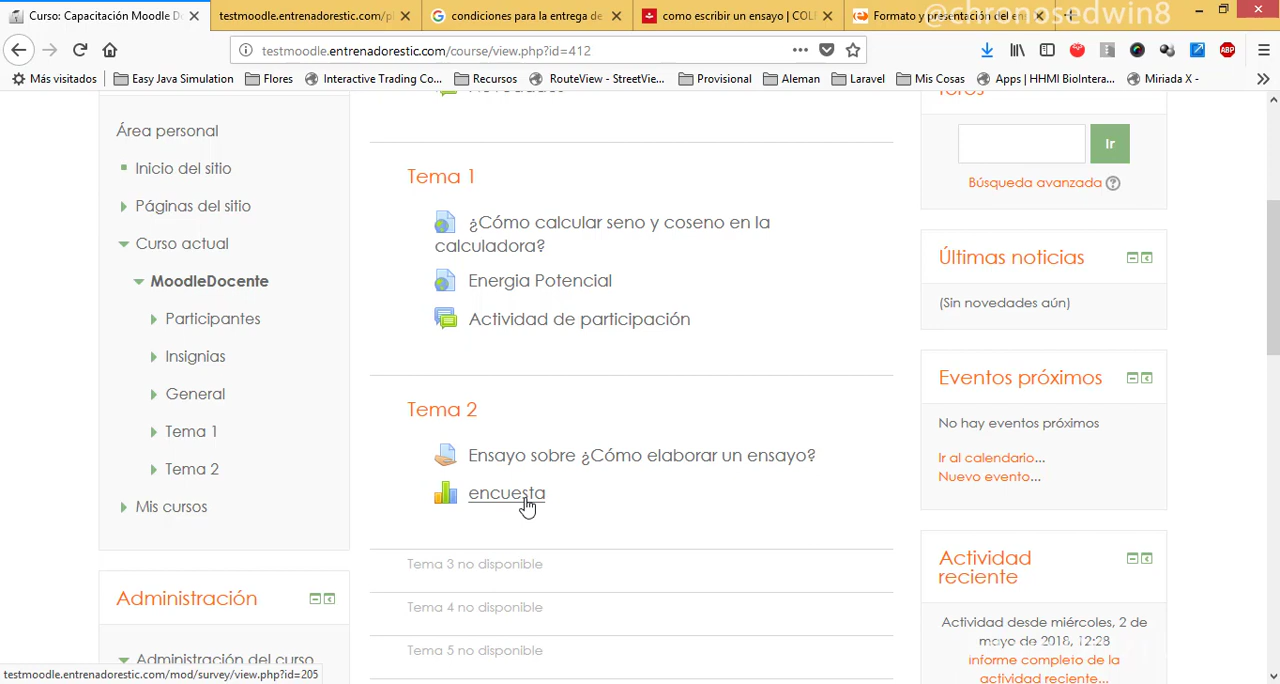 Curso: Capacitación Moodle D
testmoodle.entrenadorestic.com/pl
condiciones para la entrega de
como escribir un ensayo | COL
Formato y presentación del en
@chronosedwin8
testmoodle.entrenadorestic.com/course/view.php?id=412
Más visitados
Easy Java Simulation
Flores
Interactive Trading Co...
Recursos
RouteView - StreetVie...
Provisional
Aleman
Laravel
Mis Cosas
Apps | HHMI BioIntera...
Miriada X -
ABP
Área personal
Inicio del sitio
Páginas del sitio
Curso actual
MoodleDocente
Participantes
Insignias
General
Tema 1
Tema 2
Mis cursos
Administración
Administración del curso
Novedades
Tema 1
¿Cómo calcular seno y coseno en la
calculadora?
Energia Potencial
Actividad de participación
Tema 2
Ensayo sobre ¿Cómo elaborar un ensayo?
encuesta
Tema 3 no disponible
Tema 4 no disponible
Tema 5 no disponible
foros
Ir
Búsqueda avanzada
Últimas noticias
(Sin novedades aún)
Eventos próximos
No hay eventos próximos
Ir al calendario...
Nuevo evento...
Actividad
reciente
Actividad desde miércoles, 2 de
mayo de 2018, 12:28
informe completo de la
actividad reciente...
testmoodle.entrenadorestic.com/mod/survey/view.php?id=205